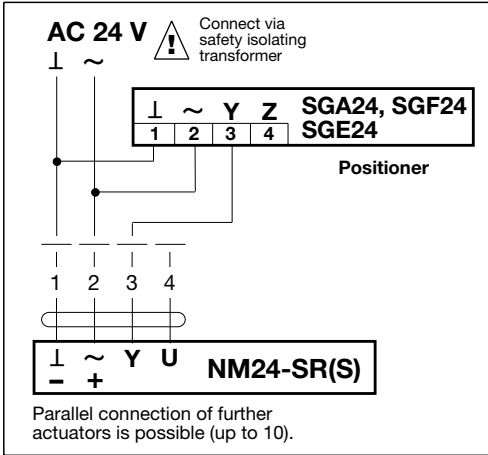 AC 24 V
⊥ ~
! Connect via
safety isolating
transformer
⊥ ~ Y Z
1 2 3 4
SGA24, SGF24
SGE24
Positioner
1 2 3 4
⊥ ~ Y U
– +
NM24-SR(S)
Parallel connection of further
actuators is possible (up to 10).